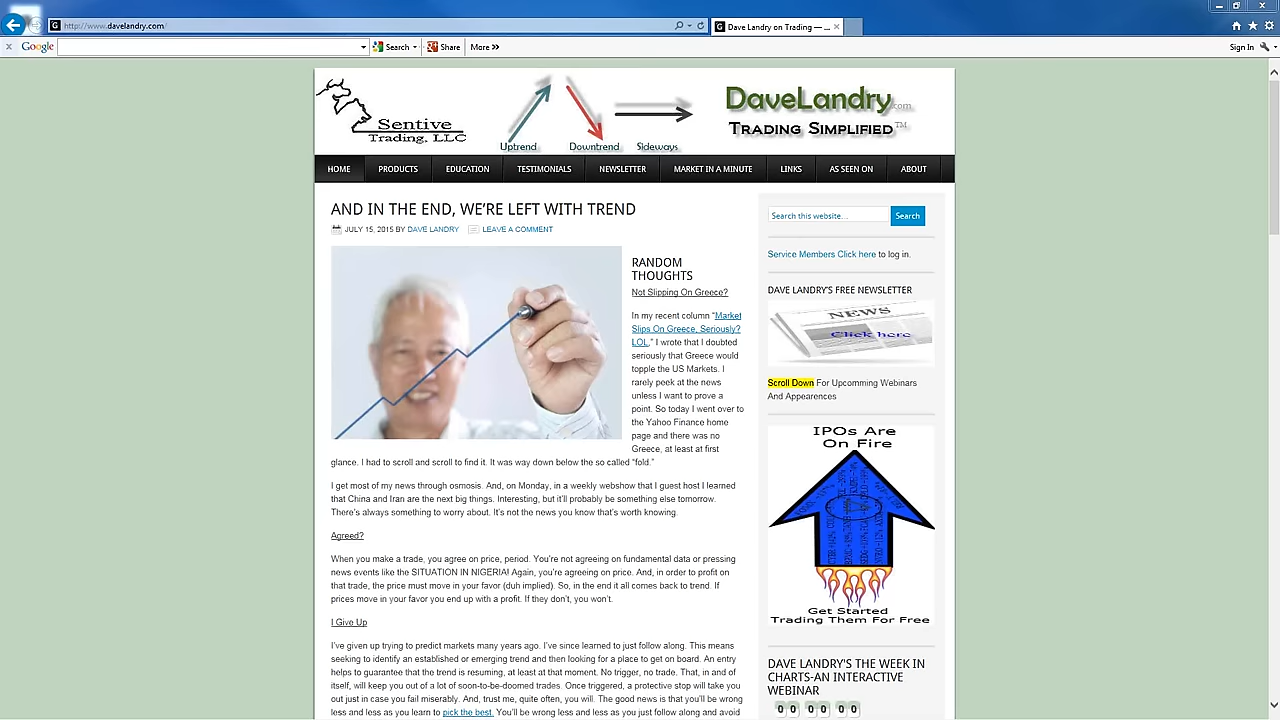 http://www.davelandry.com/
Dave Landry on Trading — ...
Google
Search
Share
More »
Sign In
Sentive
Trading, LLC
Uptrend
Downtrend
Sideways
DaveLandry.com
Trading Simplified™
HOME
PRODUCTS
EDUCATION
TESTIMONIALS
NEWSLETTER
MARKET IN A MINUTE
LINKS
AS SEEN ON
ABOUT
AND IN THE END, WE'RE LEFT WITH TREND
JULY 15, 2015 BY DAVE LANDRY LEAVE A COMMENT
RANDOM
THOUGHTS
Not Slipping On Greece?
In my recent column "Market
Slips On Greece, Seriously?
LOL," I wrote that I doubted
seriously that Greece would
topple the US Markets. I
rarely peek at the news
unless I want to prove a
point. So today I went over to
the Yahoo Finance home
page and there was no
Greece, at least at first
glance. I had to scroll and scroll to find it. It was way down below the so called "fold."
I get most of my news through osmosis. And, on Monday, in a weekly webshow that I guest host I learned
that China and Iran are the next big things. Interesting, but it'll probably be something else tomorrow.
There's always something to worry about. It's not the news you know that's worth knowing.
Agreed?
When you make a trade, you agree on price, period. You're not agreeing on fundamental data or pressing
news events like the SITUATION IN NIGERIA! Again, you're agreeing on price. And, in order to profit on
that trade, the price must move in your favor (duh implied). So, in the end it all comes back to trend. If
prices move in your favor you end up with a profit. If they don't, you won't.
I Give Up
I've given up trying to predict markets many years ago. I've since learned to just follow along. This means
seeking to identify an established or emerging trend and then looking for a place to get on board. An entry
helps to guarantee that the trend is resuming, at least at that moment. No trigger, no trade. That, in and of
itself, will keep you out of a lot of soon-to-be-doomed trades. Once triggered, a protective stop will take you
out just in case you fail miserably. And, trust me, quite often, you will. The good news is that you'll be wrong
less and less as you learn to pick the best. You'll be wrong less and less as you just follow along and avoid
Search this website...
Search
Service Members Click here to log in.
DAVE LANDRY'S FREE NEWSLETTER
NEWS
Click here
Scroll Down For Upcomming Webinars
And Appearences
IPOs Are
On Fire
Get Started
Trading Them For Free
DAVE LANDRY'S THE WEEK IN
CHARTS-AN INTERACTIVE
WEBINAR
00 00 00